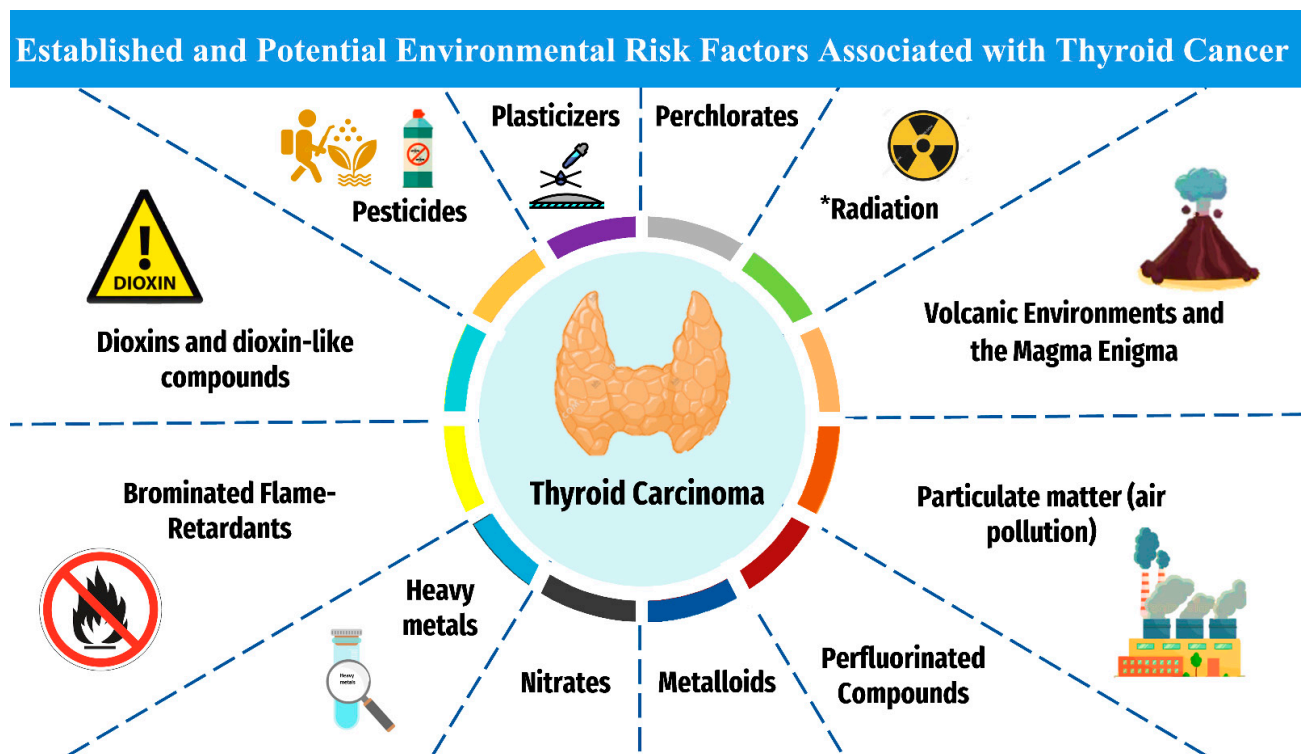 Established and Potential Environmental Risk Factors Associated with Thyroid Cancer
Plasticizers
Perchlorates
*Radiation
Pesticides
DIOXIN
Dioxins and dioxin-like
compounds
Volcanic Environments and
the Magma Enigma
Thyroid Carcinoma
Brominated Flame-
Retardants
Particulate matter (air
pollution)
Heavy
metals
Heavy
metals
Nitrates
Metalloids
Perfluorinated
Compounds